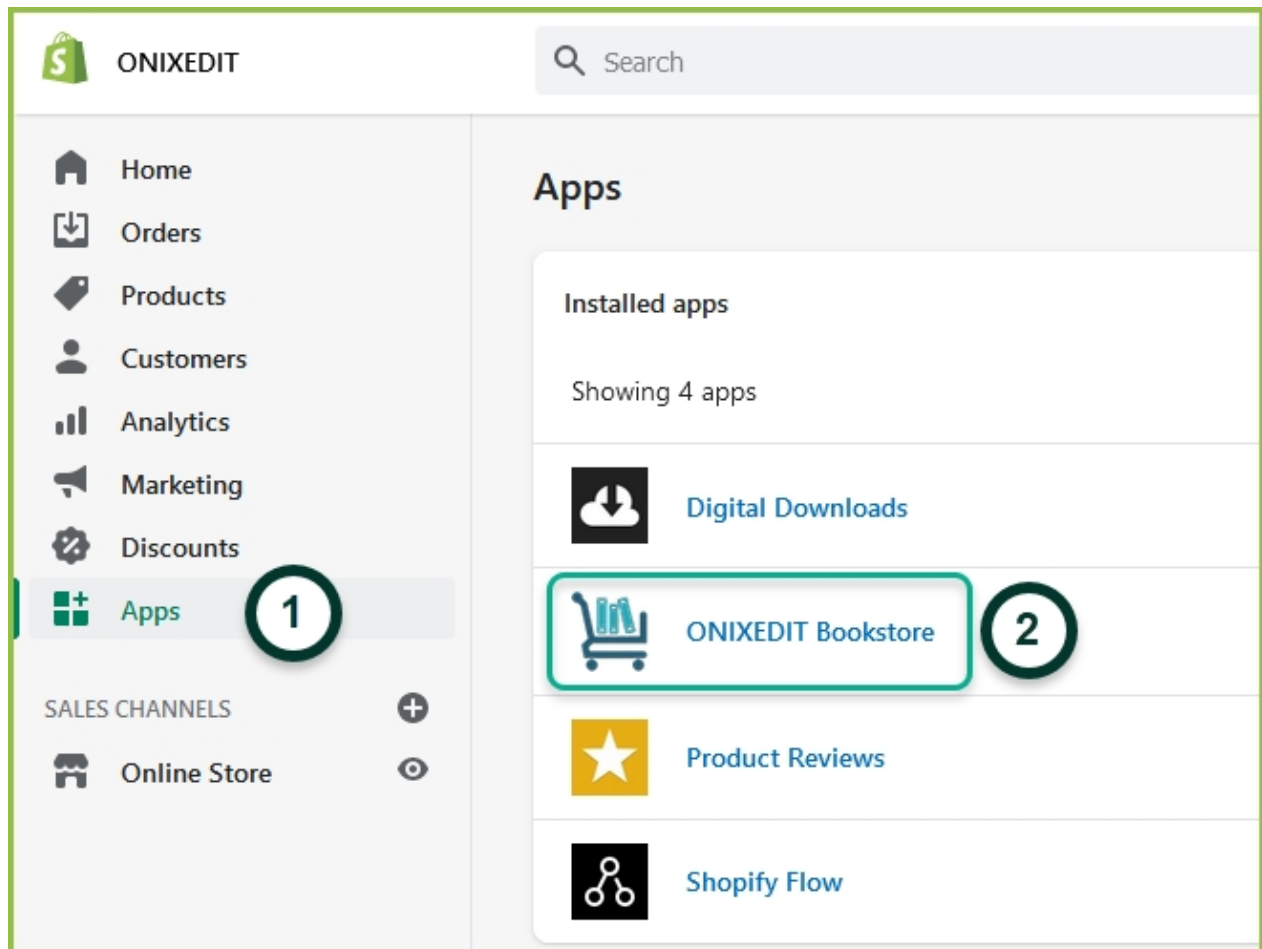 ONIXEDIT
Search
Home
Orders
Products
Customers
Analytics
Marketing
Discounts
Apps
1
SALES CHANNELS
Online Store
Apps
Installed apps
Showing 4 apps
Digital Downloads
ONIXEDIT Bookstore
2
Product Reviews
Shopify Flow